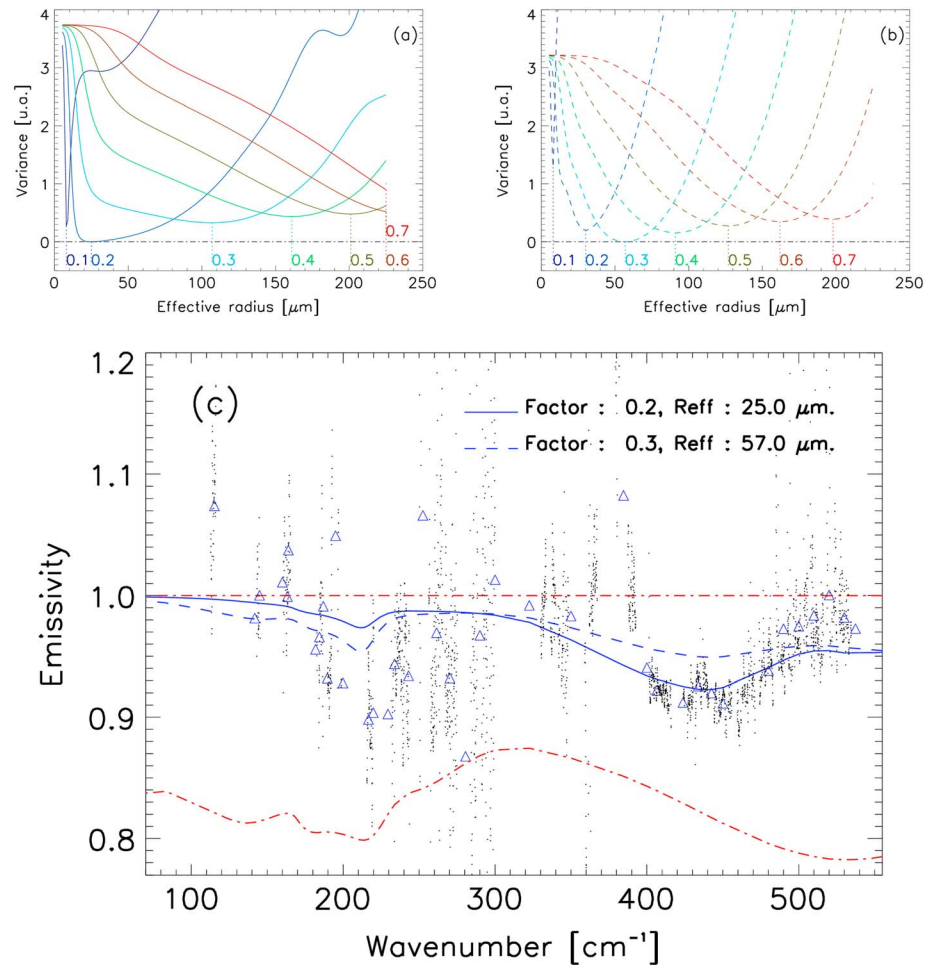 (a)
4
3
2
1
0
Variance [u.a.]
0.1 0.2 0.3 0.4 0.5 0.6
0.7
0 50 100 150 200 250
Effective radius [μm]
(b)
4
3
2
1
0
Variance [u.a.]
0.1 0.2 0.3 0.4 0.5 0.6 0.7
0 50 100 150 200 250
Effective radius [μm]
(c)
Factor : 0.2, Reff : 25.0 μm.
Factor : 0.3, Reff : 57.0 μm.
1.2
1.1
1.0
0.9
0.8
Emissivity
100 200 300 400 500
Wavenumber [cm⁻¹]